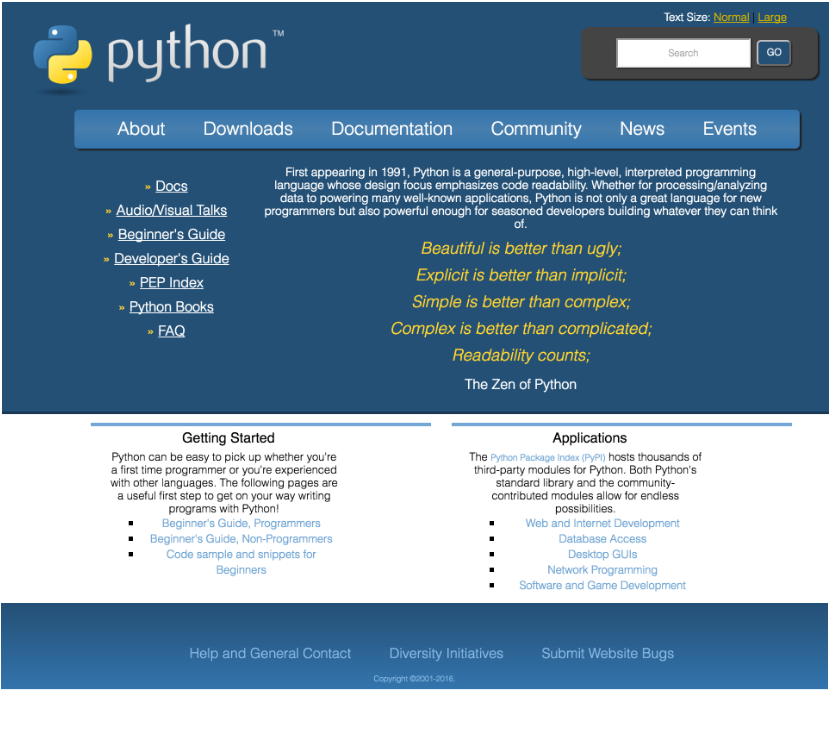 Text Size: Normal | Large
python™
Search
GO
About Downloads Documentation Community News Events
» Docs
» Audio/Visual Talks
» Beginner's Guide
» Developer's Guide
» PEP Index
» Python Books
» FAQ
First appearing in 1991, Python is a general-purpose, high-level, interpreted programming
language whose design focus emphasizes code readability. Whether for processing/analyzing
data to powering many well-known applications, Python is not only a great language for new
programmers but also powerful enough for seasoned developers building whatever they can think
of.
Beautiful is better than ugly;
Explicit is better than implicit;
Simple is better than complex;
Complex is better than complicated;
Readability counts;
The Zen of Python
Getting Started
Python can be easy to pick up whether you're
a first time programmer or you're experienced
with other languages. The following pages are
a useful first step to get on your way writing
programs with Python!
Beginner's Guide, Programmers
Beginner's Guide, Non-Programmers
Code sample and snippets for
Beginners
Applications
The Python Package Index (PyPI) hosts thousands of
third-party modules for Python. Both Python's
standard library and the community-
contributed modules allow for endless
possibilities.
Web and Internet Development
Database Access
Desktop GUIs
Network Programming
Software and Game Development
Help and General Contact Diversity Initiatives Submit Website Bugs
Copyright ©2001-2016.